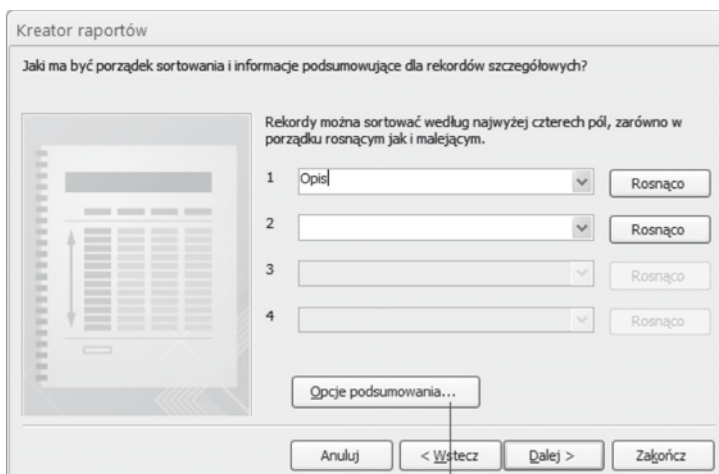 Kreator raportów
Jaki ma być porządek sortowania i informacje podsumowujące dla rekordów szczegółowych?
Rekordy można sortować według najwyżej czterech pól, zarówno w
porządku rosnącym jak i malejącym.
1 Opis Rosnąco
2 Rosnąco
3 Rosnąco
4 Rosnąco
Opcje podsumowania...
Anuluj < Wstecz Dalej > Zakończ